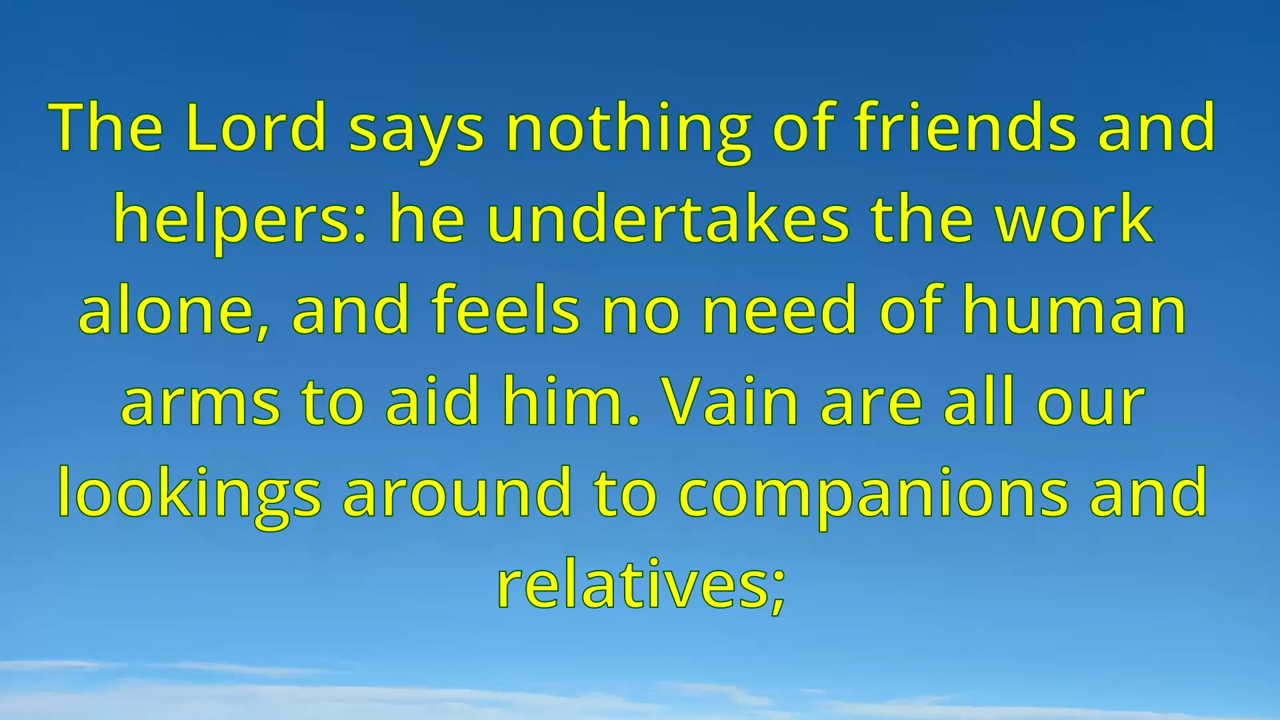 The Lord says nothing of friends and
helpers: he undertakes the work
alone, and feels no need of human
arms to aid him. Vain are all our
lookings around to companions and
relatives;